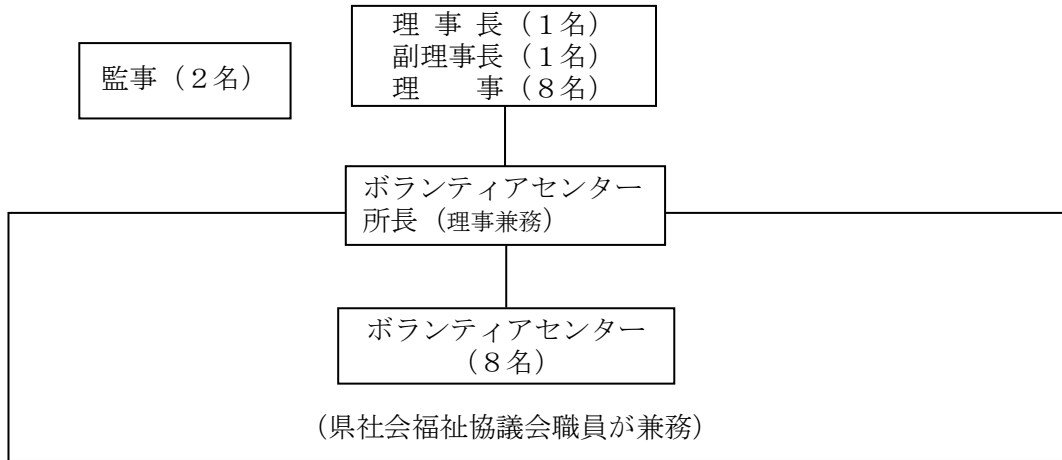 監事（２名）
理 事 長（１名）
副理事長（１名）
理　　事（８名）
ボランティアセンター
所長（理事兼務）
ボランティアセンター
（８名）
（県社会福祉協議会職員が兼務）